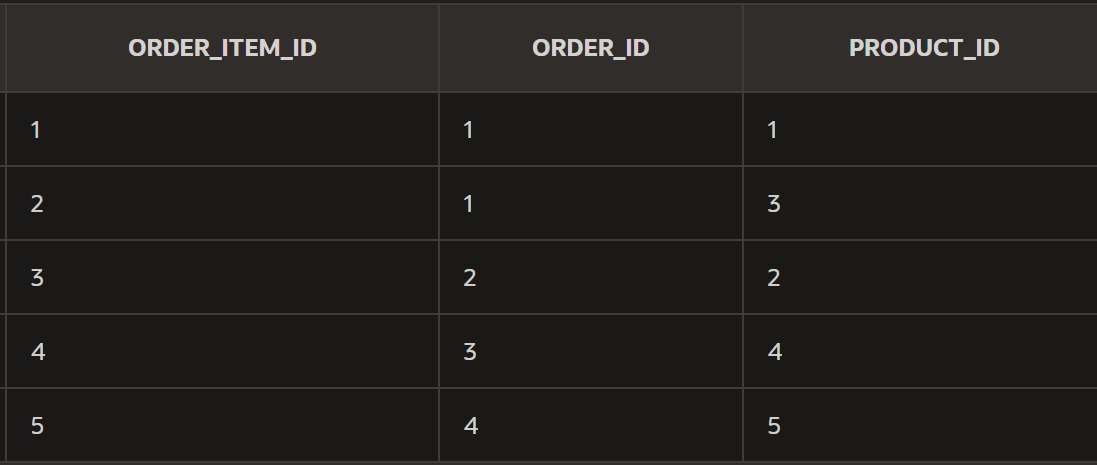 ORDER_ITEM_ID ORDER_ID PRODUCT_ID
1 1 1
2 1 3
3 2 2
4 3 4
5 4 5